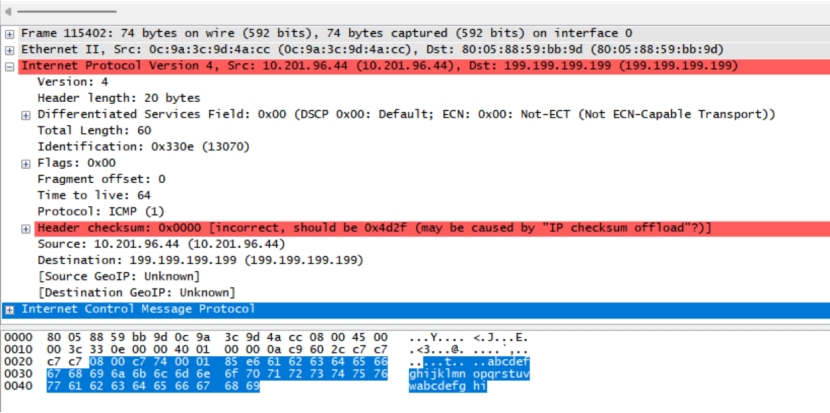 Frame 115402: 74 bytes on wire (592 bits), 74 bytes captured (592 bits) on interface 0
Ethernet II, Src: 0c:9a:3c:9d:4a:cc (0c:9a:3c:9d:4a:cc), Dst: 80:05:88:59:bb:9d (80:05:88:59:bb:9d)
Internet Protocol Version 4, Src: 10.201.96.44 (10.201.96.44), Dst: 199.199.199.199 (199.199.199.199)
Version: 4
Header length: 20 bytes
Differentiated Services Field: 0x00 (DSCP 0x00: Default; ECN: 0x00: Not-ECT (Not ECN-Capable Transport))
Total Length: 60
Identification: 0x330e (13070)
Flags: 0x00
Fragment offset: 0
Time to live: 64
Protocol: ICMP (1)
Header checksum: 0x0000 [incorrect, should be 0x4d2f (may be caused by "IP checksum offload"?)]
Source: 10.201.96.44 (10.201.96.44)
Destination: 199.199.199.199 (199.199.199.199)
[Source GeoIP: Unknown]
[Destination GeoIP: Unknown]
Internet Control Message Protocol
0000 80 05 88 59 bb 9d 0c 9a 3c 9d 4a cc 08 00 45 00 ...Y.... <.J...E.
0010 00 3c 33 0e 00 00 40 01 00 00 0a c9 60 2c c7 c7 .<3...@. ....`,..
0020 c7 c7 08 00 c7 74 00 01 85 e6 61 62 63 64 65 66 .....t.. ..abcdef
0030 67 68 69 6a 6b 6c 6d 6e 6f 70 71 72 73 74 75 76 ghijklmn opqrstuv
0040 77 61 62 63 64 65 66 67 68 69 wabcdefg hi